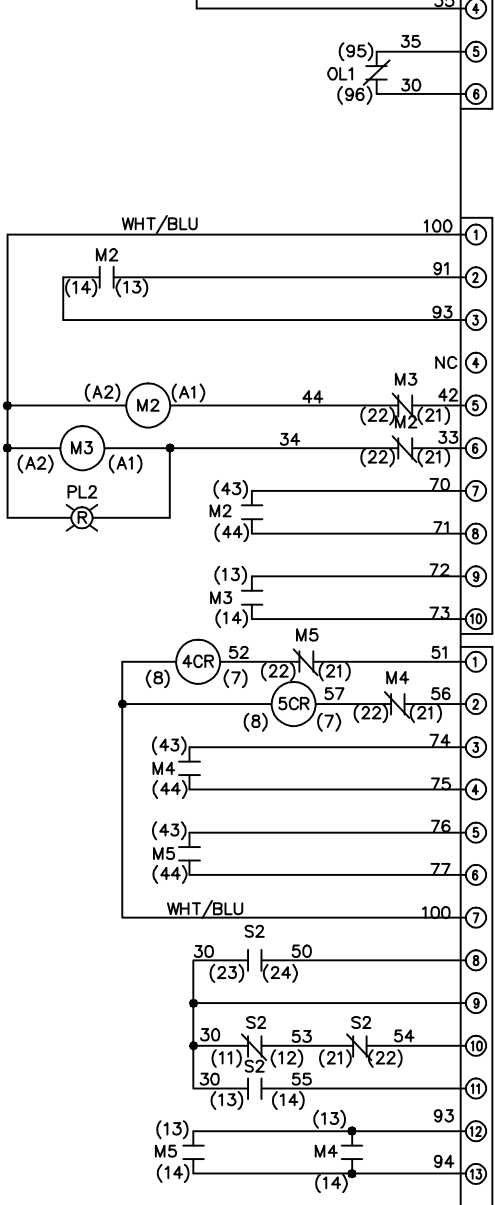 35 4
(95) 35 5
OL1
(96) 30 6
WHT/BLU 100 1
M2
91 2
(14) (13)
93 3
NC 4
M3
(A2) M2 (A1) 44 42 5
(22) (21)
M2
M3 34 33 6
(A2) (A1) (22) (21)
PL2
R
(43) 70 7
M2
(44) 71 8
(13) 72 9
M3
(14) 73 10
M5
4CR 52 51 1
(8) (7) (22) (21)
M4
5CR 57 56 2
(8) (7) (22) (21)
(43) 74 3
M4
(44) 75 4
(43) 76 5
M5
(44) 77 6
WHT/BLU 100 7
S2
30 50 8
(23) (24)
9
S2 S2
30 53 54 10
(11) (12) (21) (22)
S2
30 55 11
(13) (14)
(13) (13) 93 12
M5 M4
(14) (14) 94 13